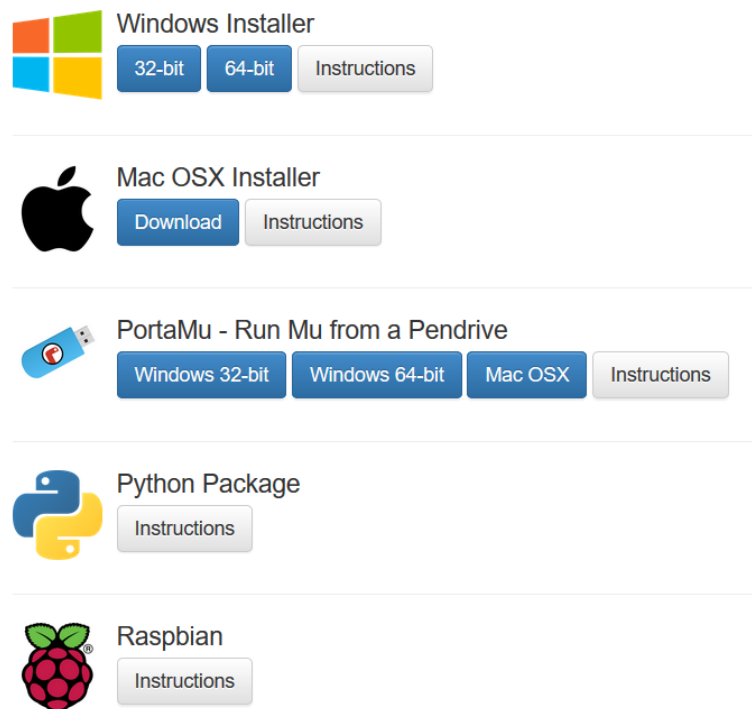 Windows Installer
32-bit 64-bit Instructions
Mac OSX Installer
Download Instructions
PortaMu - Run Mu from a Pendrive
Windows 32-bit Windows 64-bit Mac OSX Instructions
Python Package
Instructions
Raspbian
®
Instructions